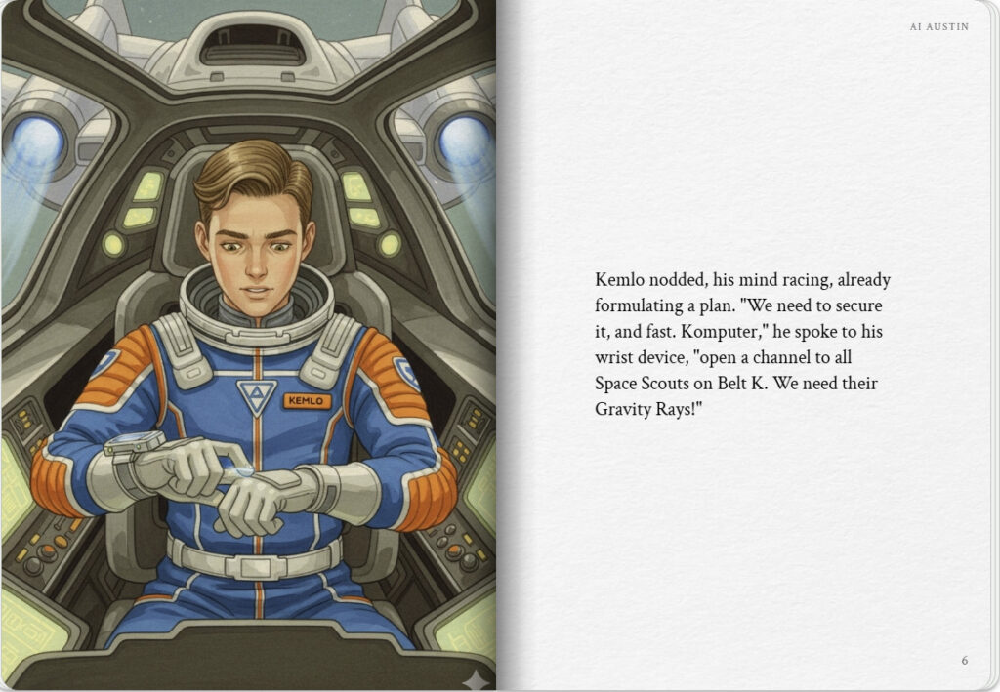 KEMLO
AI AUSTIN
Kemlo nodded, his mind racing, already
formulating a plan. "We need to secure
it, and fast. Komputer," he spoke to his
wrist device, "open a channel to all
Space Scouts on Belt K. We need their
Gravity Rays!"
6